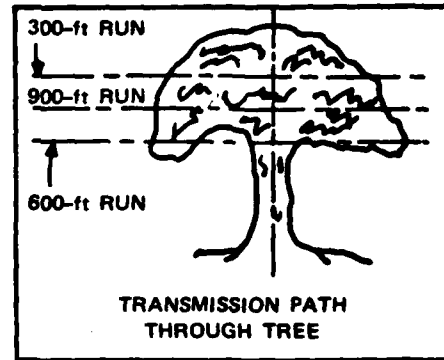 300-ft RUN
900-ft RUN
600-ft RUN
TRANSMISSION PATH
THROUGH TREE